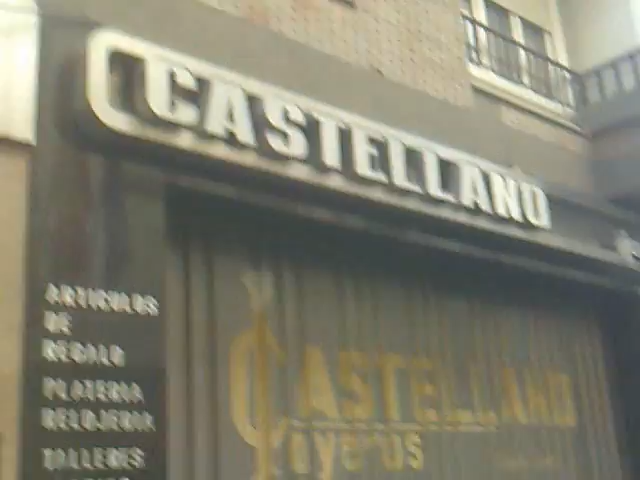 CASTELLANO
ARTICULOS
DE
REGALO
PLATERIA
RELOJERIA
TALLERES
CASTELLANO
Joyeros